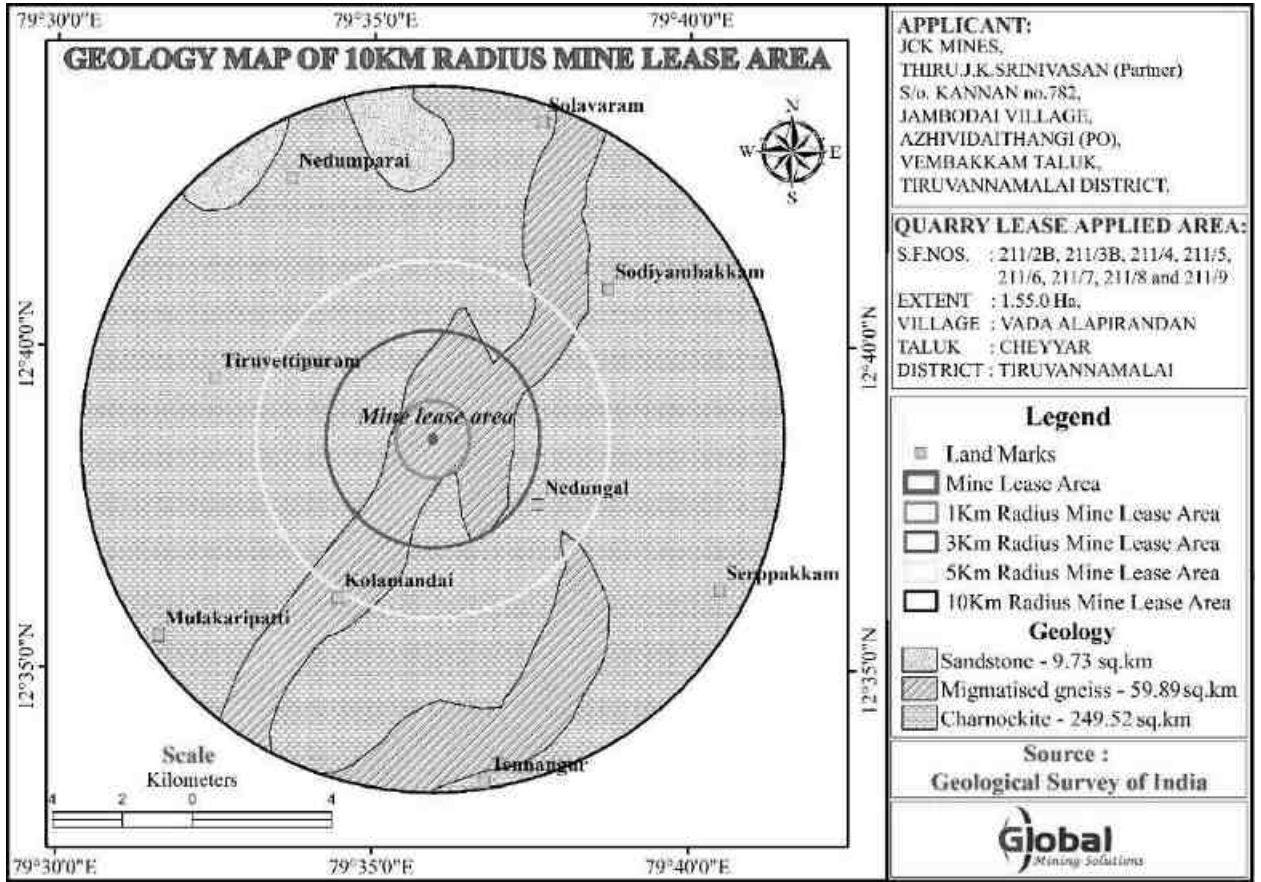 79°30'0"E 79°35'0"E 79°40'0"E
GEOLOGY MAP OF 10KM RADIUS MINE LEASE AREA
Solavaram
Nedumparai
N
W E
S
Sodiyambakkam
12°40'0"N 12°40'0"N
Tiruvettipuram
Mine lease area
Nedungal
Kolamandai
Serppakkam
Mulakaripatti
12°35'0"N 12°35'0"N
Tennangur
Scale
Kilometers
4 2 0 4
79°30'0"E 79°35'0"E 79°40'0"E
APPLICANT:
JCK MINES,
THIRU.J.K.SRINIVASAN (Partner)
S/o. KANNAN no.782,
JAMBODAI VILLAGE,
AZHIVIDAITHANGI (PO),
VEMBAKKAM TALUK,
TIRUVANNAMALAI DISTRICT.
QUARRY LEASE APPLIED AREA:
S.F.NOS. : 211/2B, 211/3B, 211/4, 211/5,
211/6, 211/7, 211/8 and 211/9
EXTENT : 1.55.0 Ha,
VILLAGE : VADA ALAPIRANDAN
TALUK : CHEYYAR
DISTRICT : TIRUVANNAMALAI
Legend
Land Marks
Mine Lease Area
1Km Radius Mine Lease Area
3Km Radius Mine Lease Area
5Km Radius Mine Lease Area
10Km Radius Mine Lease Area
Geology
Sandstone - 9.73 sq.km
Migmatised gneiss - 59.89 sq.km
Charnockite - 249.52 sq.km
Source :
Geological Survey of India
Global
Mining Solutions